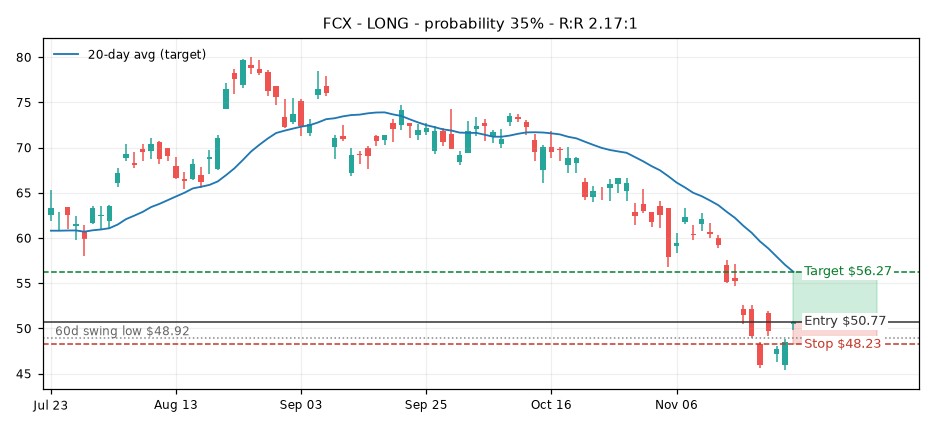 FCX - LONG - probability 35% - R:R 2.17:1
20-day avg (target)
80
75
70
65
60
55
50
45
Target $56.27
Entry $50.77
60d swing low $48.92
Stop $48.23
Jul 23
Aug 13
Sep 03
Sep 25
Oct 16
Nov 06